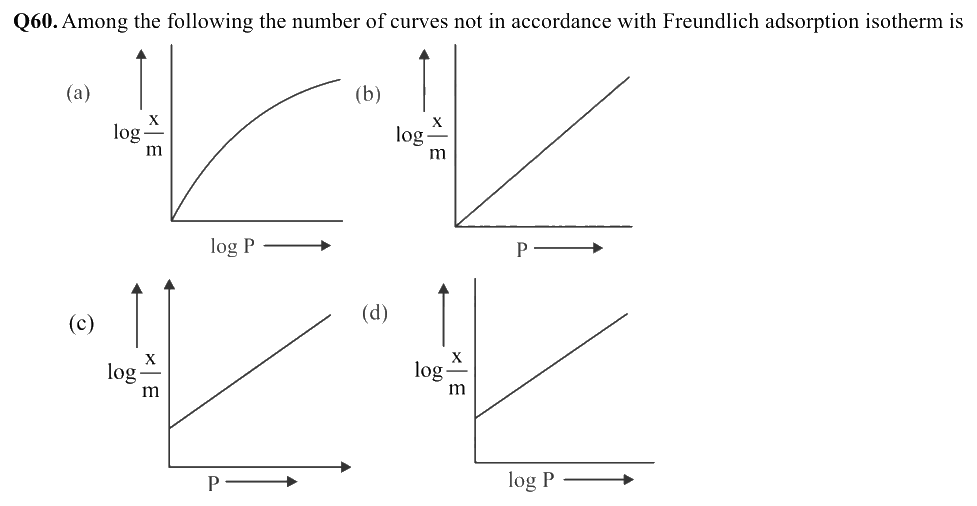 Q60. Among the following the number of curves not in accordance with Freundlich adsorption isotherm is
(a)
log x/m
log P
(b)
log x/m
P
(c)
log x/m
P
(d)
log x/m
log P